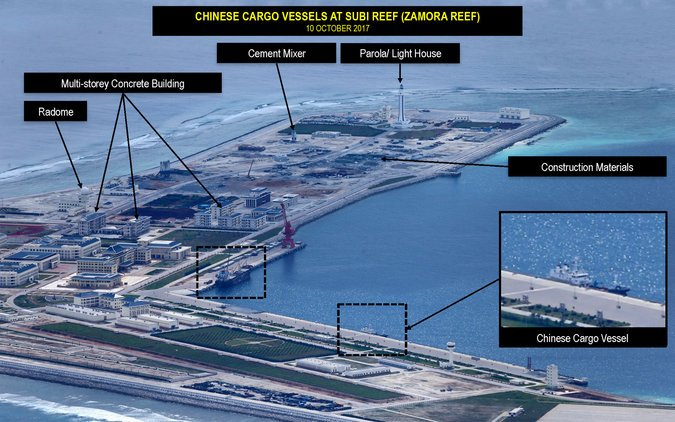 CHINESE CARGO VESSELS AT SUBI REEF (ZAMORA REEF)
10 OCTOBER 2017
Cement Mixer
Parola/ Light House
Multi-storey Concrete Building
Radome
Construction Materials
Chinese Cargo Vessel